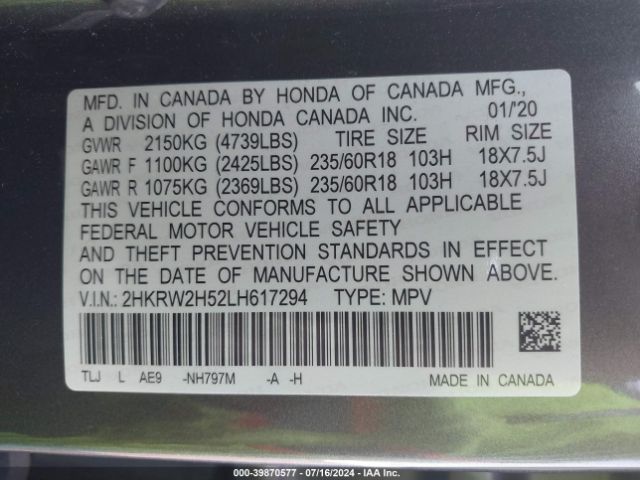 MFD. IN CANADA BY HONDA OF CANADA MFG.,
A DIVISION OF HONDA CANADA INC. 01/'20
GVWR 2150KG (4739LBS) TIRE SIZE RIM SIZE
GAWR F 1100KG (2425LBS) 235/60R18 103H 18X7.5J
GAWR R 1075KG (2369LBS) 235/60R18 103H 18X7.5J
THIS VEHICLE CONFORMS TO ALL APPLICABLE
FEDERAL MOTOR VEHICLE SAFETY
AND THEFT PREVENTION STANDARDS IN EFFECT
ON THE DATE OF MANUFACTURE SHOWN ABOVE.
V.I.N.: 2HKRW2H52LH617294 TYPE: MPV
TLJ L AE9 -NH797M -A -H MADE IN CANADA
000-39870577 - 07/16/2024 - IAA Inc.